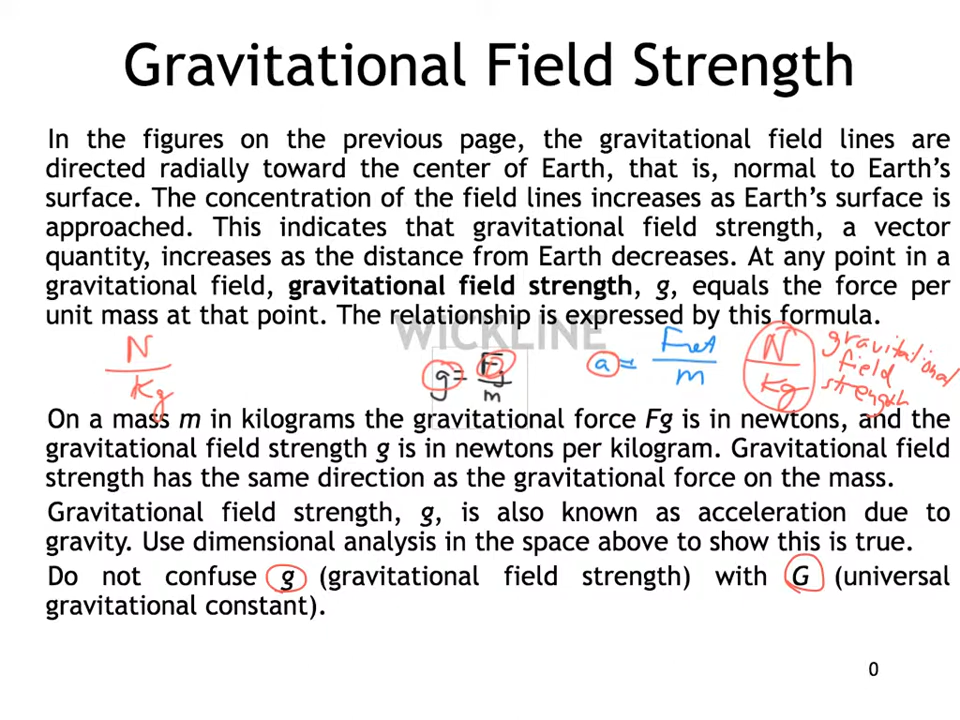 Gravitational Field Strength
In the figures on the previous page, the gravitational field lines are
directed radially toward the center of Earth, that is, normal to Earth's
surface. The concentration of the field lines increases as Earth's surface is
approached. This indicates that gravitational field strength, a vector
quantity, increases as the distance from Earth decreases. At any point in a
gravitational field, gravitational field strength, g, equals the force per
unit mass at that point. The relationship is expressed by this formula.
WICKLINE
N
Kg
g = Fg
m
a = Fnet
m
N
Kg
gravitational
field
strength
On a mass m in kilograms the gravitational force Fg is in newtons, and the
gravitational field strength g is in newtons per kilogram. Gravitational field
strength has the same direction as the gravitational force on the mass.
Gravitational field strength, g, is also known as acceleration due to
gravity. Use dimensional analysis in the space above to show this is true.
Do not confuse g (gravitational field strength) with G (universal
gravitational constant).
0